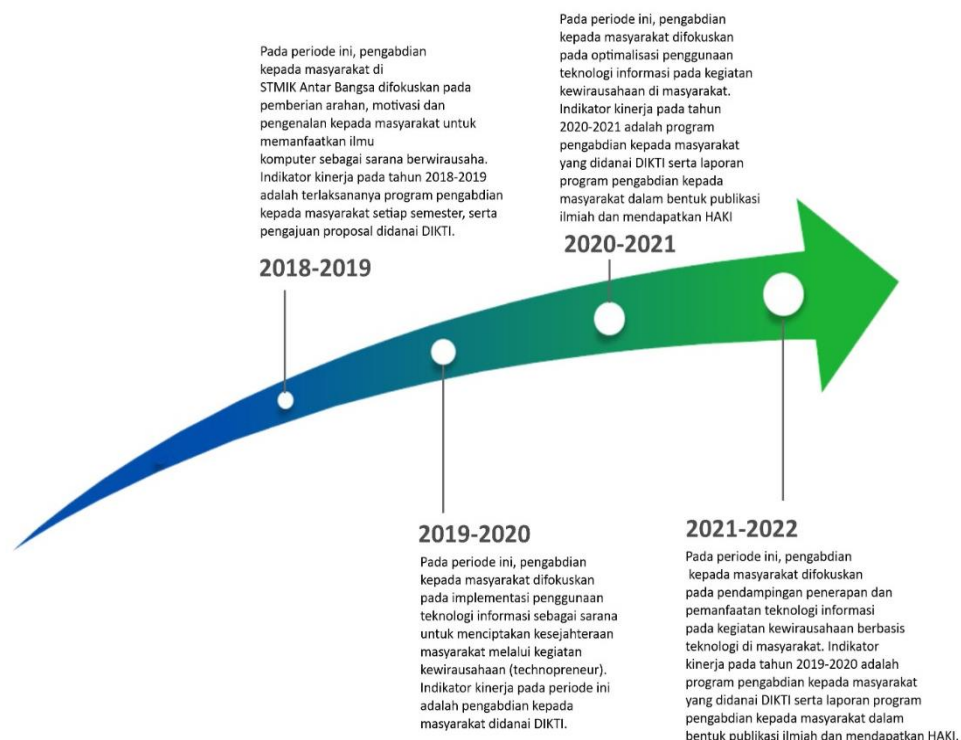 Pada periode ini, pengabdian
kepada masyarakat di
STMIK Antar Bangsa difokuskan pada
pemberian arahan, motivasi dan
pengenalan kepada masyarakat untuk
memanfaatkan ilmu
komputer sebagai sarana berwirausaha.
Indikator kinerja pada tahun 2018-2019
adalah terlaksananya program pengabdian
kepada masyarakat setiap semester, serta
pengajuan proposal didanai DIKTI.
2018-2019
2019-2020
Pada periode ini, pengabdian
kepada masyarakat difokuskan
pada implementasi penggunaan
teknologi informasi sebagai sarana
untuk menciptakan kesejahteraan
masyarakat melalui kegiatan
kewirausahaan (technopreneur).
Indikator kinerja pada periode ini
adalah pengabdian kepada
masyarakat didanai DIKTI.
Pada periode ini, pengabdian
kepada masyarakat difokuskan
pada optimalisasi penggunaan
teknologi informasi pada kegiatan
kewirausahaan di masyarakat.
Indikator kinerja pada tahun
2020-2021 adalah program
pengabdian kepada masyarakat
yang didanai DIKTI serta laporan
program pengabdian kepada
masyarakat dalam bentuk publikasi
ilmiah dan mendapatkan HAKI
2020-2021
2021-2022
Pada periode ini, pengabdian
kepada masyarakat difokuskan
pada pendampingan penerapan dan
pemanfaatan teknologi informasi
pada kegiatan kewirausahaan berbasis
teknologi di masyarakat. Indikator
kinerja pada tahun 2019-2020 adalah
program pengabdian kepada masyarakat
yang didanai DIKTI serta laporan program
pengabdian kepada masyarakat dalam
bentuk publikasi ilmiah dan mendapatkan HAKI.